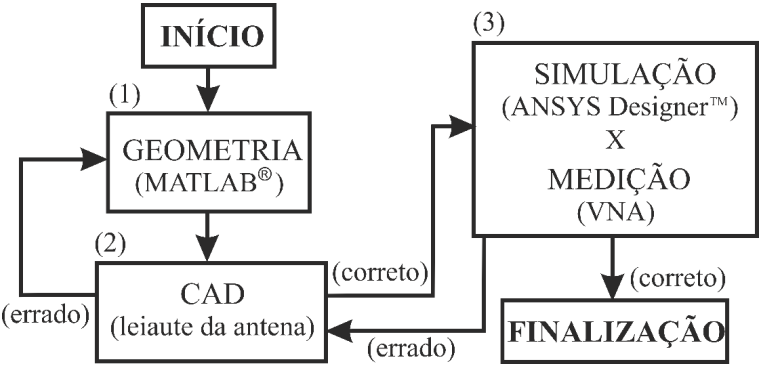 INÍCIO
(1)
GEOMETRIA
(MATLAB®)
(2)
CAD
(leiaute da antena)
(errado)
(correto)
(3)
SIMULAÇÃO
(ANSYS Designer™)
X
MEDIÇÃO
(VNA)
(errado)
(correto)
FINALIZAÇÃO